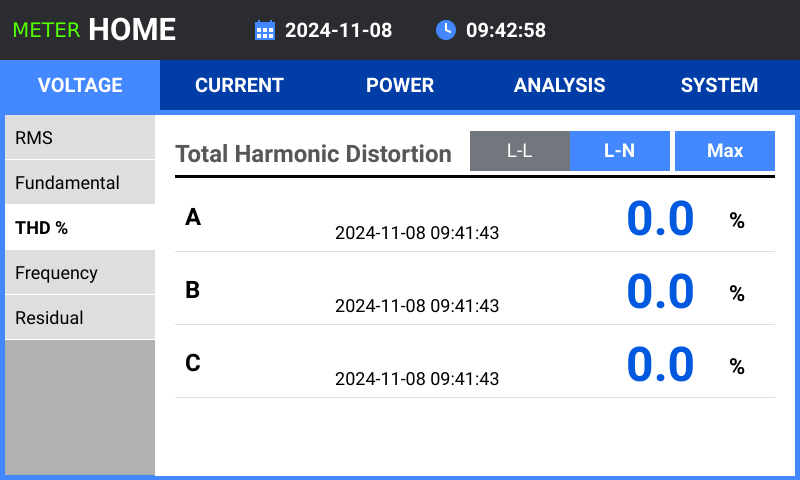 METER HOME 2024-11-08 09:42:58
VOLTAGE CURRENT POWER ANALYSIS SYSTEM
RMS
Fundamental
THD %
Frequency
Residual
Total Harmonic Distortion L-L L-N Max
A 2024-11-08 09:41:43 0.0 %
B 2024-11-08 09:41:43 0.0 %
C 2024-11-08 09:41:43 0.0 %